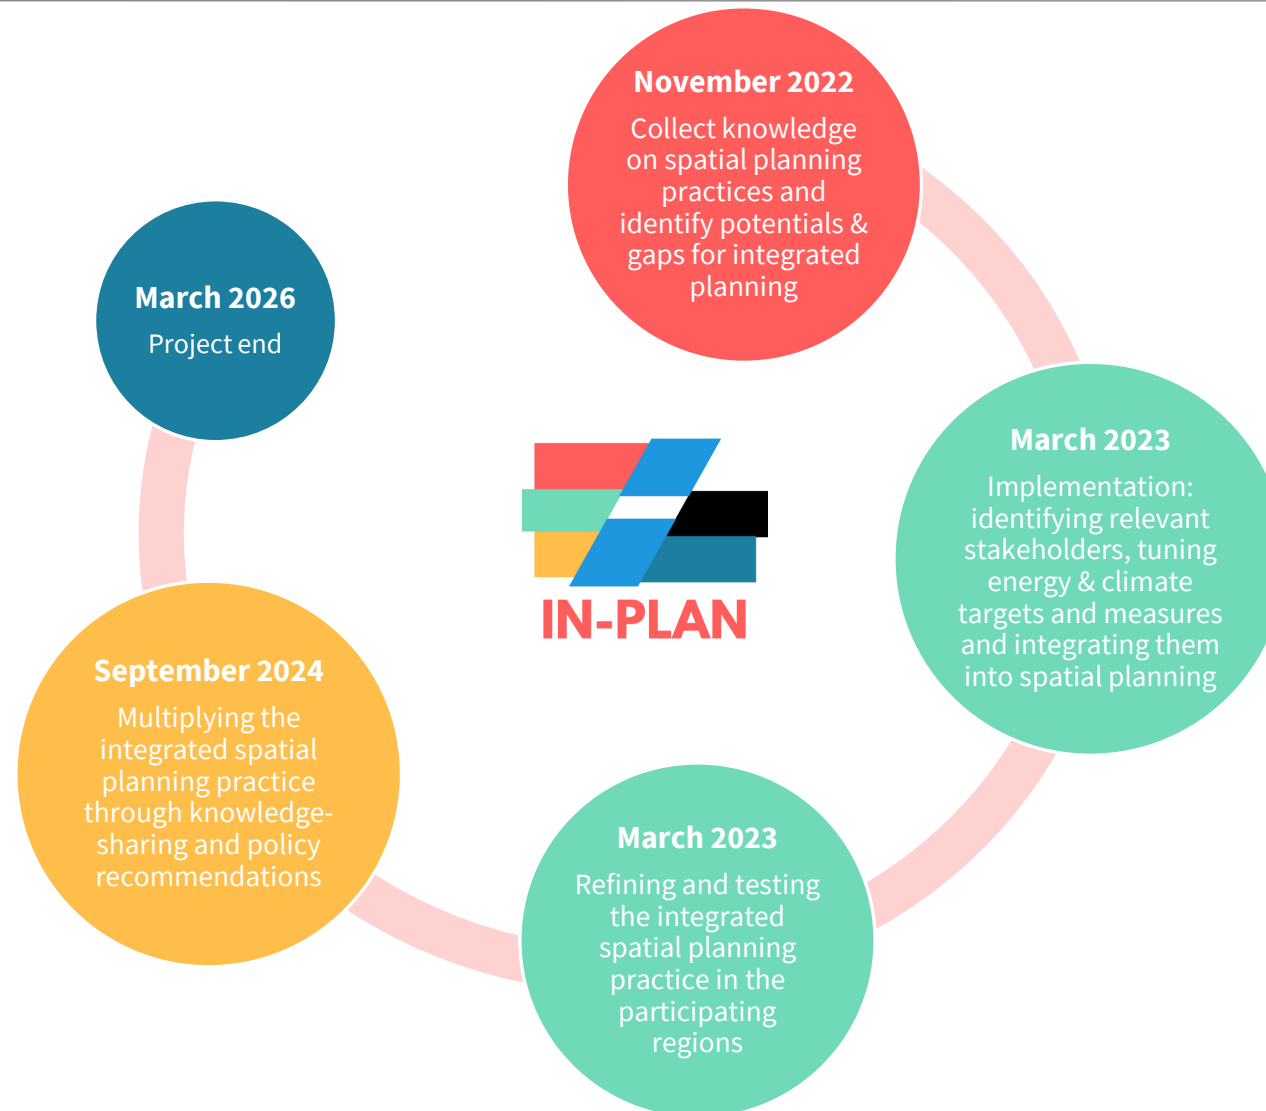 November 2022
Collect knowledge
on spatial planning
practices and
identify potentials &
gaps for integrated
planning
March 2023
Implementation:
identifying relevant
stakeholders, tuning
energy & climate
targets and measures
and integrating them
into spatial planning
March 2023
Refining and testing
the integrated
spatial planning
practice in the
participating
regions
September 2024
Multiplying the
integrated spatial
planning practice
through knowledge-
sharing and policy
recommendations
March 2026
Project end
IN-PLAN